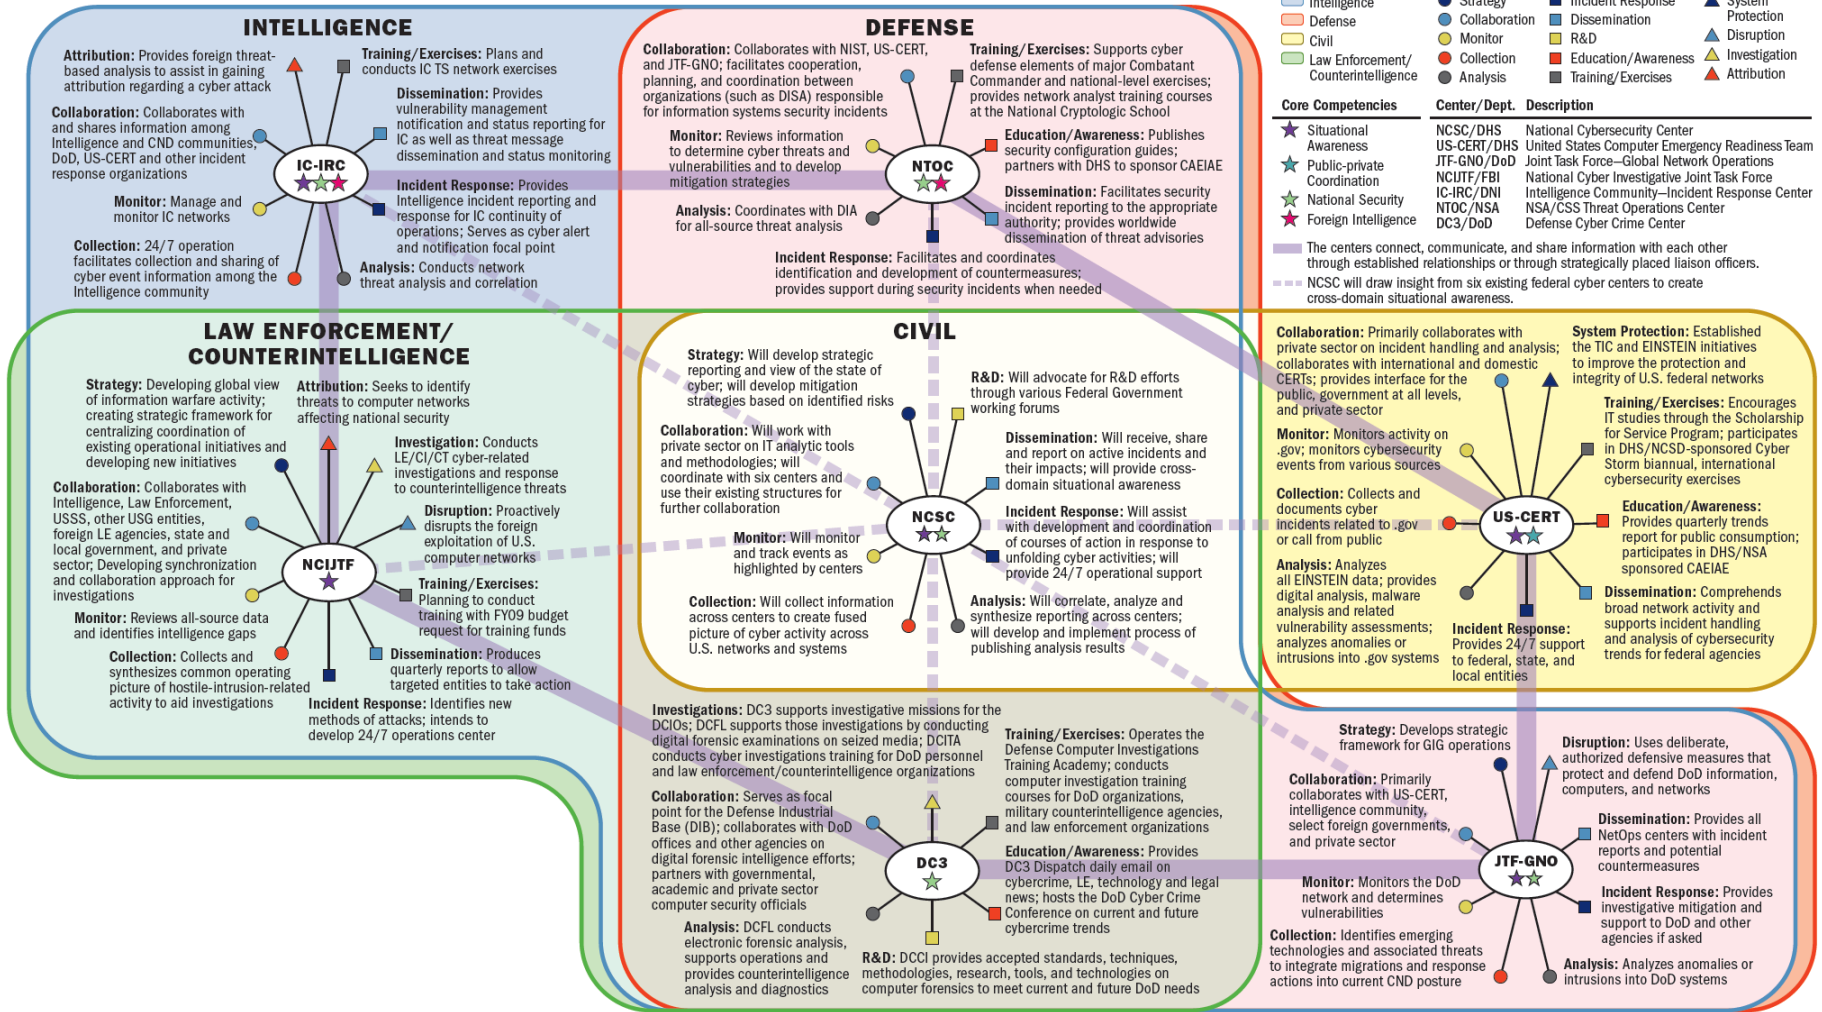 INTELLIGENCE
Attribution: Provides foreign threat-
based analysis to assist in gaining
attribution regarding a cyber attack
Training/Exercises: Plans and
conducts IC TS network exercises
Collaboration: Collaborates with
and shares information among
Intelligence and CND communities,
DoD, US-CERT and other incident
response organizations
Dissemination: Provides
vulnerability management
notification and status reporting for
IC as well as threat message
dissemination and status monitoring
IC-IRC
Monitor: Manage and
monitor IC networks
Incident Response: Provides
Intelligence incident reporting and
response for IC continuity of
operations; Serves as cyber alert
and notification focal point
Collection: 24/7 operation
facilitates collection and sharing of
cyber event information among the
Intelligence community
Analysis: Conducts network
threat analysis and correlation
DEFENSE
Collaboration: Collaborates with NIST, US-CERT,
and JTF-GNO; facilitates cooperation,
planning, and coordination between
organizations (such as DISA) responsible
for information systems security incidents
Training/Exercises: Supports cyber
defense elements of major Combatant
Commander and national-level exercises;
provides network analyst training courses
at the National Cryptologic School
Monitor: Reviews information
to determine cyber threats and
vulnerabilities and to develop
mitigation strategies
Education/Awareness: Publishes
security configuration guides;
partners with DHS to sponsor CAEIAE
NTOC
Analysis: Coordinates with DIA
for all-source threat analysis
Dissemination: Facilitates security
incident reporting to the appropriate
authority; provides worldwide
dissemination of threat advisories
Incident Response: Facilitates and coordinates
identification and development of countermeasures;
provides support during security incidents when needed
Intelligence
Defense
Civil
Law Enforcement/
Counterintelligence
Strategy
Collaboration
Monitor
Collection
Analysis
Incident Response
Dissemination
R&D
Education/Awareness
Training/Exercises
System
Protection
Disruption
Investigation
Attribution
Core Competencies
Situational
Awareness
Public-private
Coordination
National Security
Foreign Intelligence
Center/Dept. Description
NCSC/DHS National Cybersecurity Center
US-CERT/DHS United States Computer Emergency Readiness Team
JTF-GNO/DoD Joint Task Force—Global Network Operations
NCIJTF/FBI National Cyber Investigative Joint Task Force
IC-IRC/DNI Intelligence Community—Incident Response Center
NTOC/NSA NSA/CSS Threat Operations Center
DC3/DoD Defense Cyber Crime Center
The centers connect, communicate, and share information with each other
through established relationships or through strategically placed liaison officers.
NCSC will draw insight from six existing federal cyber centers to create
cross-domain situational awareness.
LAW ENFORCEMENT/
COUNTERINTELLIGENCE
Strategy: Developing global view
of information warfare activity;
creating strategic framework for
centralizing coordination of
existing operational initiatives and
developing new initiatives
Attribution: Seeks to identify
threats to computer networks
affecting national security
Investigation: Conducts
LE/CI/CT cyber-related
investigations and response
to counterintelligence threats
Collaboration: Collaborates with
Intelligence, Law Enforcement,
USSS, other USG entities,
foreign LE agencies, state and
local government, and private
sector; Developing synchronization
and collaboration approach for
investigations
Disruption: Proactively
disrupts the foreign
exploitation of U.S.
computer networks
NCIJTF
Training/Exercises:
Planning to conduct
training with FY09 budget
request for training funds
Monitor: Reviews all-source data
and identifies intelligence gaps
Collection: Collects and
synthesizes common operating
picture of hostile-intrusion-related
activity to aid investigations
Dissemination: Produces
quarterly reports to allow
targeted entities to take action
Incident Response: Identifies new
methods of attacks; intends to
develop 24/7 operations center
CIVIL
Strategy: Will develop strategic
reporting and view of the state of
cyber; will develop mitigation
strategies based on identified risks
R&D: Will advocate for R&D efforts
through various Federal Government
working forums
Collaboration: Will work with
private sector on IT analytic tools
and methodologies; will
coordinate with six centers and
use their existing structures for
further collaboration
Dissemination: Will receive, share
and report on active incidents and
their impacts; will provide cross-
domain situational awareness
NCSC
Monitor: Will monitor
and track events as
highlighted by centers
Incident Response: Will assist
with development and coordination
of courses of action in response to
unfolding cyber activities; will
provide 24/7 operational support
Collection: Will collect information
across centers to create fused
picture of cyber activity across
U.S. networks and systems
Analysis: Will correlate, analyze and
synthesize reporting across centers;
will develop and implement process of
publishing analysis results
Collaboration: Primarily collaborates with
private sector on incident handling and analysis;
collaborates with international and domestic
CERTs; provides interface for the
public, government at all levels,
and private sector
System Protection: Established
the TIC and EINSTEIN initiatives
to improve the protection and
integrity of U.S. federal networks
Monitor: Monitors activity on
.gov; monitors cybersecurity
events from various sources
Training/Exercises: Encourages
IT studies through the Scholarship
for Service Program; participates
in DHS/NCSD-sponsored Cyber
Storm biannual, international
cybersecurity exercises
Collection: Collects and
documents cyber
incidents related to .gov
or call from public
US-CERT
Education/Awareness:
Provides quarterly trends
report for public consumption;
participates in DHS/NSA
sponsored CAEIAE
Analysis: Analyzes
all EINSTEIN data; provides
digital analysis, malware
analysis and related
vulnerability assessments;
analyzes anomalies or
intrusions into .gov systems
Incident Response:
Provides 24/7 support
to federal, state, and
local entities
Dissemination: Comprehends
broad network activity and
supports incident handling
and analysis of cybersecurity
trends for federal agencies
Investigations: DC3 supports investigative missions for the
DCIOs; DCFL supports those investigations by conducting
digital forensic examinations on seized media; DCITA
conducts cyber investigations training for DoD personnel
and law enforcement/counterintelligence organizations
Training/Exercises: Operates the
Defense Computer Investigations
Training Academy; conducts
computer investigation training
courses for DoD organizations,
military counterintelligence agencies,
and law enforcement organizations
Collaboration: Serves as focal
point for the Defense Industrial
Base (DIB); collaborates with DoD
offices and other agencies on
digital forensic intelligence efforts;
partners with governmental,
academic and private sector
computer security officials
DC3
Education/Awareness: Provides
DC3 Dispatch daily email on
cybercrime, LE, technology and legal
news; hosts the DoD Cyber Crime
Conference on current and future
cybercrime trends
Analysis: DCFL conducts
electronic forensic analysis,
supports operations and
provides counterintelligence
analysis and diagnostics
R&D: DCCI provides accepted standards, techniques,
methodologies, research, tools, and technologies on
computer forensics to meet current and future DoD needs
Strategy: Develops strategic
framework for GIG operations
Disruption: Uses deliberate,
authorized defensive measures that
protect and defend DoD information,
computers, and networks
Collaboration: Primarily
collaborates with US-CERT,
intelligence community,
select foreign governments,
and private sector
Dissemination: Provides all
NetOps centers with incident
reports and potential
countermeasures
JTF-GNO
Monitor: Monitors the DoD
network and determines
vulnerabilities
Incident Response: Provides
investigative mitigation and
support to DoD and other
agencies if asked
Collection: Identifies emerging
technologies and associated threats
to integrate migrations and response
actions into current CND posture
Analysis: Analyzes anomalies or
intrusions into DoD systems